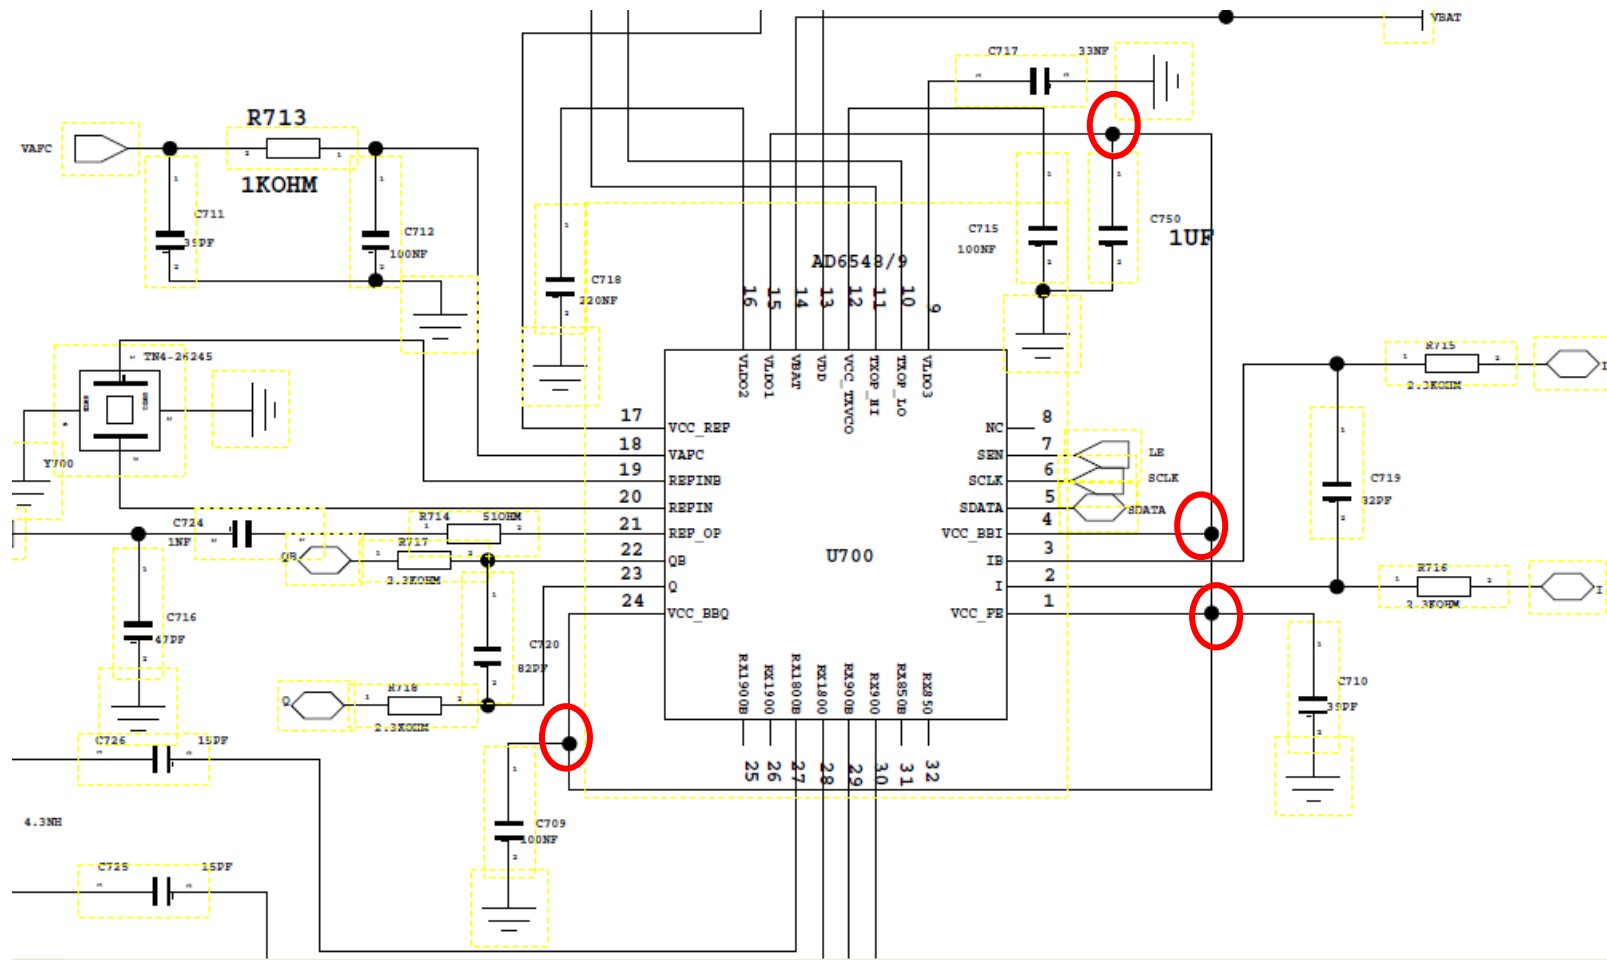 VBAT
C717 33NF
R713
VAFC
1KOHM
C711
39PF
C712
100NF
C715
100NF
C750
1UF
AD6548/9
C718
220NF
16 15 14 13 12 11 10 9
VLDO2 VLDO1 VBAT VDD VCC_TXVCO TXOP_HI TXOP_LO VLDO3
TN4-26245
Y700
R715
2.3KOHM
17 VCC_REF
18 VAFC
19 REFINB
20 REFIN
21 REF_OP
22 QB
23 Q
24 VCC_BBQ
NC 8
SEN 7 LE
SCLK 6 SCLK
SDATA 5 SDATA
VCC_BBI 4
IB 3
I 2
VCC_FE 1
U700
C719
82PF
C724
1NF
R714 51OHM
QB
R717
2.3KOHM
R716
2.3KOHM
I
C716
47PF
C720
82PF
Q
R718
2.3KOHM
C710
39PF
RX1900B RX1900 RX1800B RX1800 RX900B RX900 RX850B RX850
25 26 27 28 29 30 31 32
C726 15PF
4.3NH
C709
100NF
C725 15PF